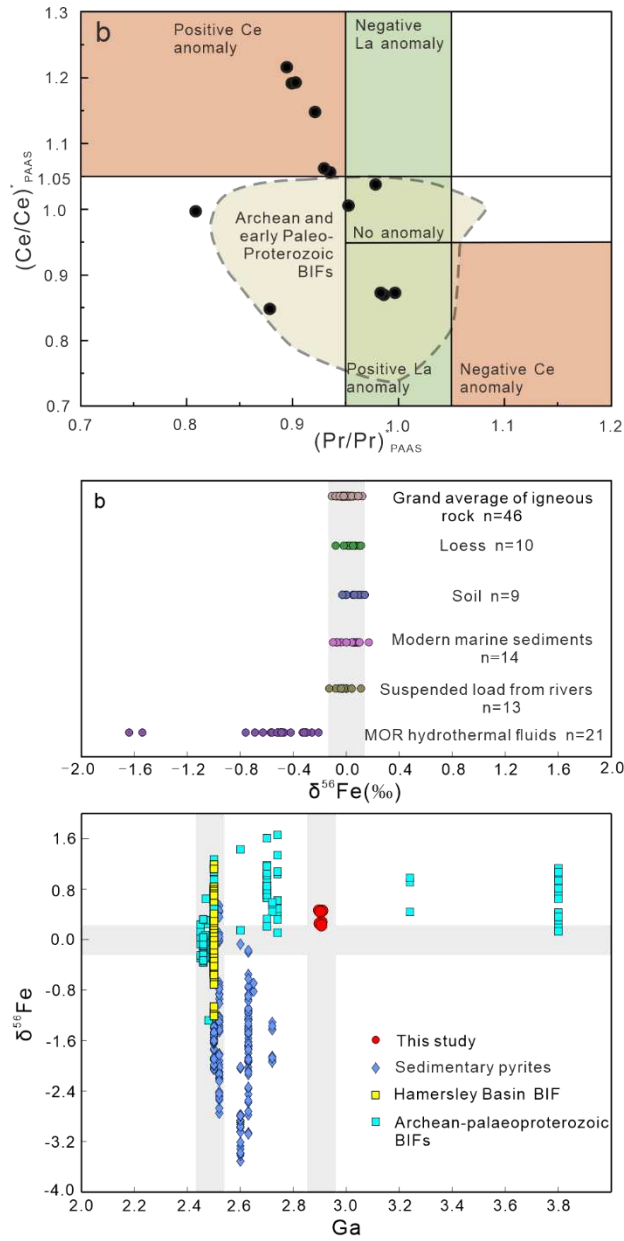 b
Positive Ce
anomaly
Negative
La anomaly
Archean and
early Paleo-
Proterozoic
BIFs
No anomaly
Positive La
anomaly
Negative Ce
anomaly
1.3
1.2
1.1
1.05
1.0
0.9
0.8
0.7
(Ce/Ce)*PAAS
0.7 0.8 0.9 1.0 1.1 1.2
(Pr/Pr)*PAAS
b
Grand average of igneous
rock n=46
Loess n=10
Soil n=9
Modern marine sediments
n=14
Suspended load from rivers
n=13
MOR hydrothermal fluids n=21
−2.0 −1.6 −1.2 −0.8 −0.4 0.0 0.4 0.8 1.2 1.6 2.0
δ56Fe(‰)
1.6
0.8
0.0
-0.8
-1.6
-2.4
-3.2
-4.0
δ56Fe
This study
Sedimentary pyrites
Hamersley Basin BIF
Archean-palaeoproterozoic
BIFs
2.0 2.2 2.4 2.6 2.8 3.0 3.2 3.4 3.6 3.8
Ga